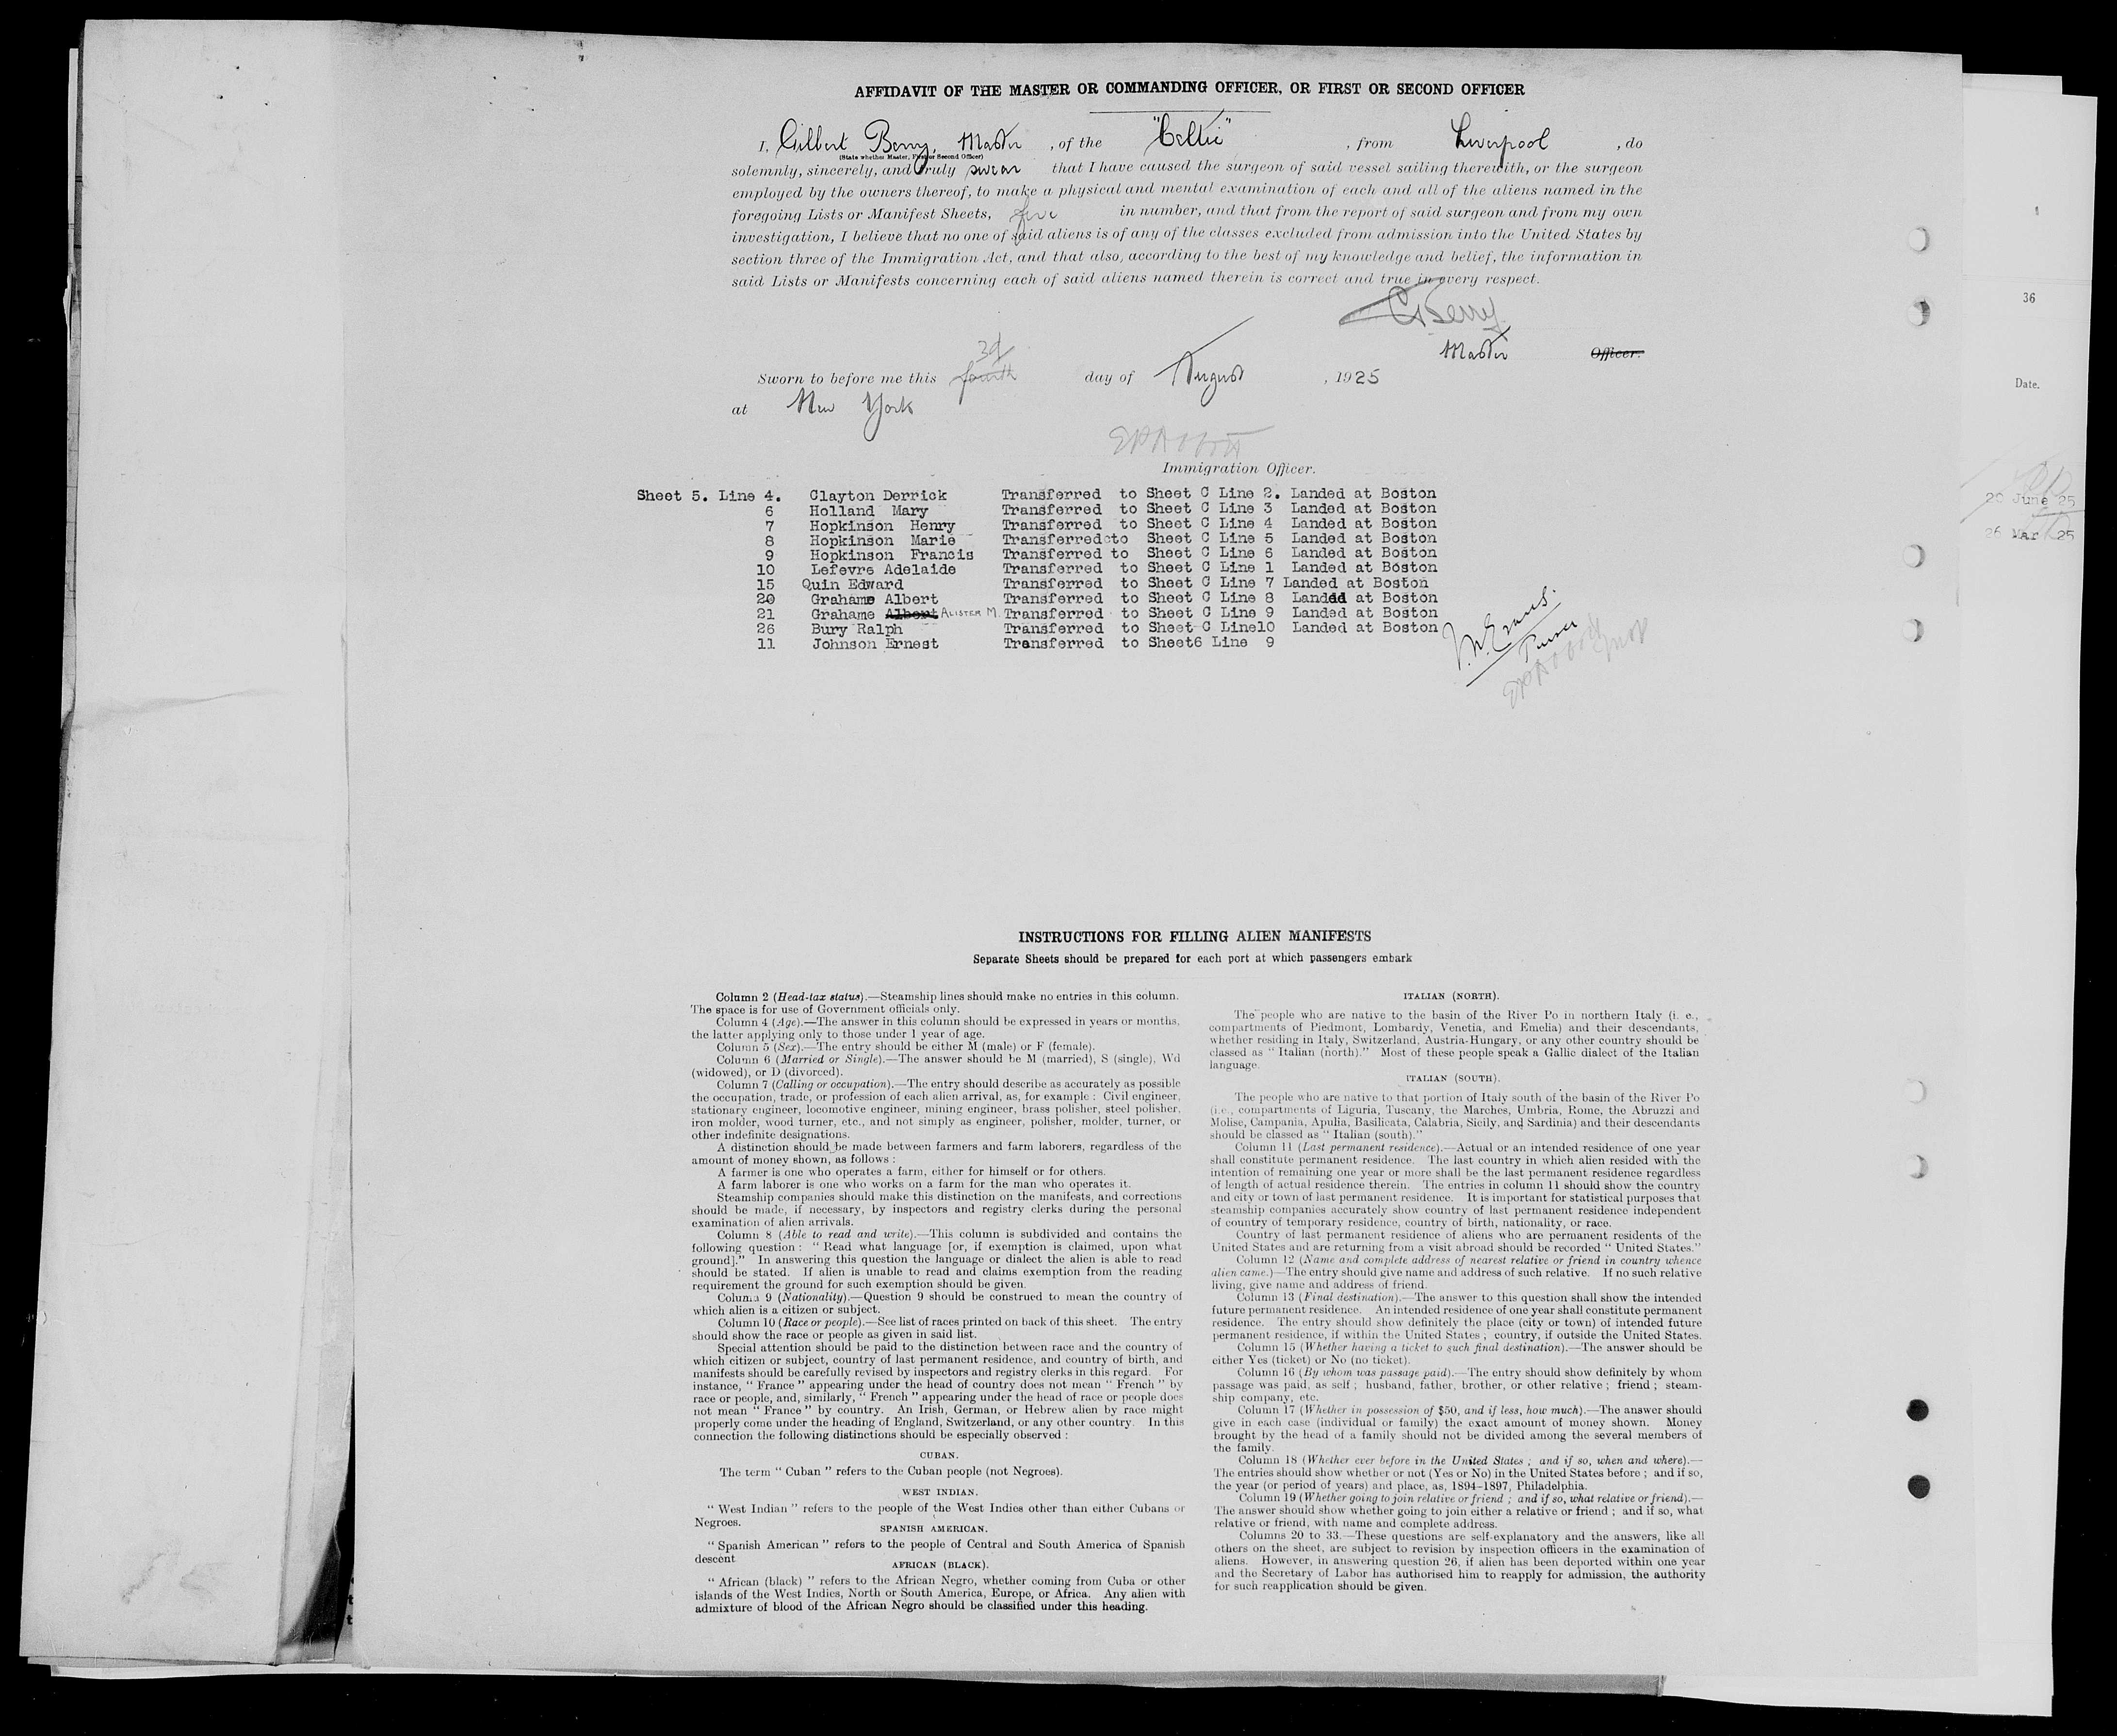 AFFIDAVIT OF THE MASTER OR COMMANDING OFFICER, OR FIRST OR SECOND OFFICER
I, Gilbert Berry, Master, of the "Celtic", from Liverpool, do
(State whether Master, First or Second Officer)
solemnly, sincerely, and truly swear that I have caused the surgeon of said vessel sailing therewith, or the surgeon
employed by the owners thereof, to make a physical and mental examination of each and all of the aliens named in the
foregoing Lists or Manifest Sheets, five in number, and that from the report of said surgeon and from my own
investigation, I believe that no one of said aliens is of any of the classes excluded from admission into the United States by
section three of the Immigration Act, and that also, according to the best of my knowledge and belief, the information in
said Lists or Manifests concerning each of said aliens named therein is correct and true in every respect.
G Berry
Master Officer.
3d
Sworn to before me this fourth day of August, 1925
at New York
Immigration Officer.
Sheet 5. Line 4. Clayton Derrick Transferred to Sheet C Line 2. Landed at Boston
6 Holland Mary Transferred to Sheet C Line 3 Landed at Boston
7 Hopkinson Henry Transferred to Sheet C Line 4 Landed at Boston
8 Hopkinson Marie Transferred to Sheet C Line 5 Landed at Boston
9 Hopkinson Francis Transferred to Sheet C Line 6 Landed at Boston
10 Lefevre Adelaide Transferred to Sheet C Line 1 Landed at Boston
15 Quin Edward Transferred to Sheet C Line 7 Landed at Boston
20 Grahame Albert Transferred to Sheet C Line 8 Landed at Boston
21 Grahame Albert ALISTER M. Transferred to Sheet C Line 9 Landed at Boston
26 Bury Ralph Transferred to Sheet C Line10 Landed at Boston
11 Johnson Ernest Transferred to Sheet6 Line 9
Evans.
Purser
36
Date.
20 June 25
26 Mar 25
INSTRUCTIONS FOR FILLING ALIEN MANIFESTS
Separate Sheets should be prepared for each port at which passengers embark
Column 2 (Head-tax status).—Steamship lines should make no entries in this column.
The space is for use of Government officials only.
Column 4 (Age).—The answer in this column should be expressed in years or months,
the latter applying only to those under 1 year of age.
Column 5 (Sex).—The entry should be either M (male) or F (female).
Column 6 (Married or Single).—The answer should be M (married), S (single), Wd
(widowed), or D (divorced).
Column 7 (Calling or occupation).—The entry should describe as accurately as possible
the occupation, trade, or profession of each alien arrival, as, for example : Civil engineer,
stationary engineer, locomotive engineer, mining engineer, brass polisher, steel polisher,
iron molder, wood turner, etc., and not simply as engineer, polisher, molder, turner, or
other indefinite designations.
A distinction should be made between farmers and farm laborers, regardless of the
amount of money shown, as follows :
A farmer is one who operates a farm, either for himself or for others.
A farm laborer is one who works on a farm for the man who operates it.
Steamship companies should make this distinction on the manifests, and corrections
should be made, if necessary, by inspectors and registry clerks during the personal
examination of alien arrivals.
Column 8 (Able to read and write).—This column is subdivided and contains the
following question : " Read what language [or, if exemption is claimed, upon what
ground]." In answering this question the language or dialect the alien is able to read
should be stated. If alien is unable to read and claims exemption from the reading
requirement the ground for such exemption should be given.
Column 9 (Nationality).—Question 9 should be construed to mean the country of
which alien is a citizen or subject.
Column 10 (Race or people).—See list of races printed on back of this sheet. The entry
should show the race or people as given in said list.
Special attention should be paid to the distinction between race and the country of
which citizen or subject, country of last permanent residence, and country of birth, and
manifests should be carefully revised by inspectors and registry clerks in this regard. For
instance, " France " appearing under the head of country does not mean " French " by
race or people, and, similarly, " French " appearing under the head of race or people does
not mean " France " by country. An Irish, German, or Hebrew alien by race might
properly come under the heading of England, Switzerland, or any other country. In this
connection the following distinctions should be especially observed :
CUBAN.
The term " Cuban " refers to the Cuban people (not Negroes).
WEST INDIAN.
" West Indian " refers to the people of the West Indies other than either Cubans or
Negroes.
SPANISH AMERICAN.
" Spanish American " refers to the people of Central and South America of Spanish
descent
AFRICAN (BLACK).
" African (black) " refers to the African Negro, whether coming from Cuba or other
islands of the West Indies, North or South America, Europe, or Africa. Any alien with
admixture of blood of the African Negro should be classified under this heading.
ITALIAN (NORTH).
The people who are native to the basin of the River Po in northern Italy (i. e.,
compartments of Piedmont, Lombardy, Venetia, and Emelia) and their descendants,
whether residing in Italy, Switzerland, Austria-Hungary, or any other country should be
classed as " Italian (north)." Most of these people speak a Gallic dialect of the Italian
language.
ITALIAN (SOUTH).
The people who are native to that portion of Italy south of the basin of the River Po
(i.e., compartments of Liguria, Tuscany, the Marches, Umbria, Rome, the Abruzzi and
Molise, Campania, Apulia, Basilicata, Calabria, Sicily, and Sardinia) and their descendants
should be classed as " Italian (south)."
Column 11 (Last permanent residence).—Actual or an intended residence of one year
shall constitute permanent residence. The last country in which alien resided with the
intention of remaining one year or more shall be the last permanent residence regardless
of length of actual residence therein. The entries in column 11 should show the country
and city or town of last permanent residence. It is important for statistical purposes that
steamship companies accurately show country of last permanent residence independent
of country of temporary residence, country of birth, nationality, or race.
Country of last permanent residence of aliens who are permanent residents of the
United States and are returning from a visit abroad should be recorded " United States."
Column 12 (Name and complete address of nearest relative or friend in country whence
alien came.)—The entry should give name and address of such relative. If no such relative
living, give name and address of friend.
Column 13 (Final destination).—The answer to this question shall show the intended
future permanent residence. An intended residence of one year shall constitute permanent
residence. The entry should show definitely the place (city or town) of intended future
permanent residence, if within the United States ; country, if outside the United States.
Column 15 (Whether having a ticket to such final destination).—The answer should be
either Yes (ticket) or No (no ticket).
Column 16 (By whom was passage paid).—The entry should show definitely by whom
passage was paid, as self ; husband, father, brother, or other relative ; friend ; steam-
ship company, etc.
Column 17 (Whether in possession of $50, and if less, how much).—The answer should
give in each case (individual or family) the exact amount of money shown. Money
brought by the head of a family should not be divided among the several members of
the family.
Column 18 (Whether ever before in the United States ; and if so, when and where).—
The entries should show whether or not (Yes or No) in the United States before ; and if so,
the year (or period of years) and place, as, 1894–1897, Philadelphia.
Column 19 (Whether going to join relative or friend ; and if so, what relative or friend).—
The answer should show whether going to join either a relative or friend ; and if so, what
relative or friend, with name and complete address.
Columns 20 to 33.—These questions are self-explanatory and the answers, like all
others on the sheet, are subject to revision by inspection officers in the examination of
aliens. However, in answering question 26, if alien has been deported within one year
and the Secretary of Labor has authorised him to reapply for admission, the authority
for such reapplication should be given.